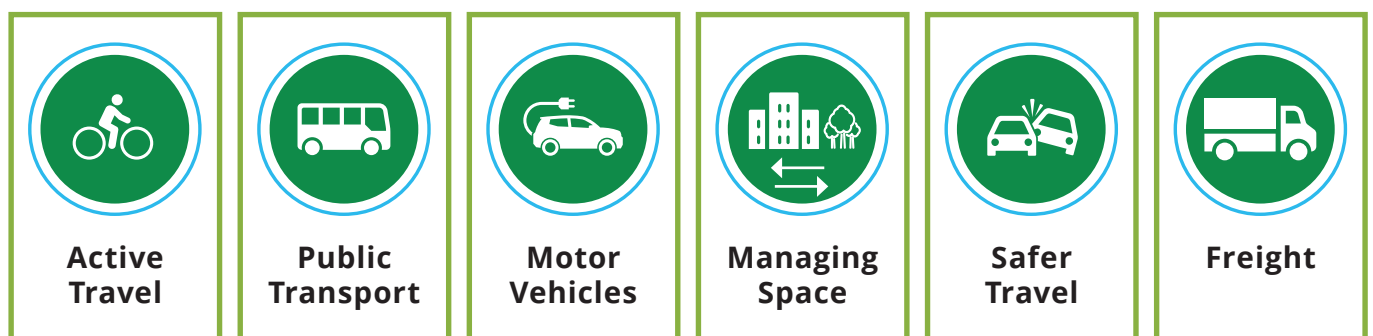 Active
Travel
Public
Transport
Motor
Vehicles
Managing
Space
Safer
Travel
Freight